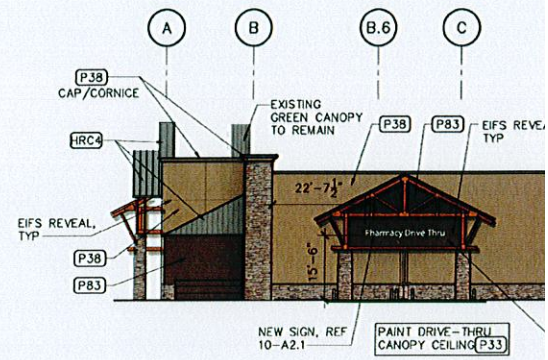 A
B
B.6
C
P38
CAP/CORNICE
EXISTING
GREEN CANOPY
TO REMAIN
P38
P83
EIFS REVEA
TYP
HRC4
22'-7½"
EIFS REVEAL,
TYP
Pharmacy Drive Thru
P38
15'-6"
P83
NEW SIGN, REF
10-A2.1
PAINT DRIVE-THRU
CANOPY CEILING P33